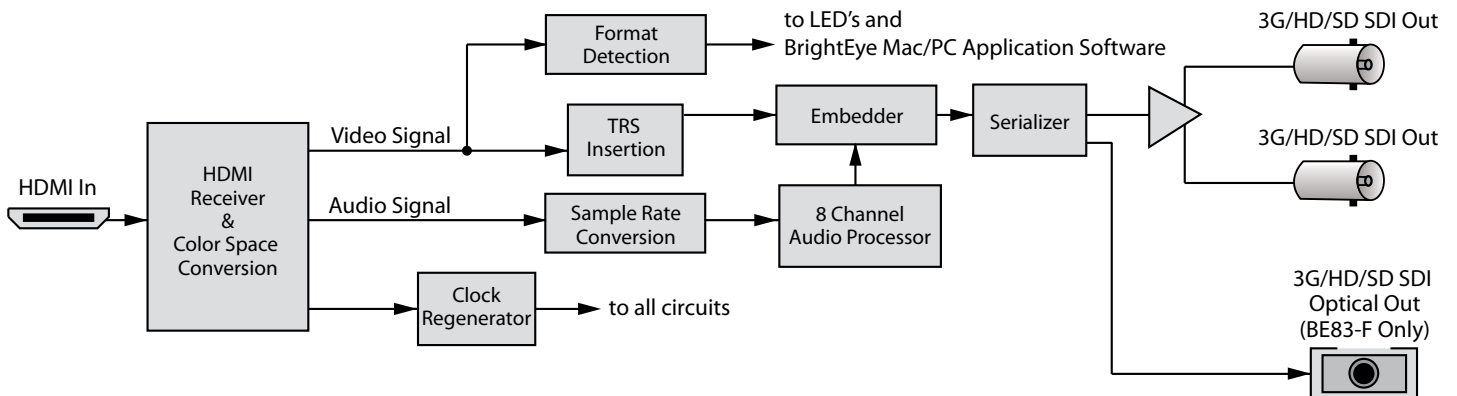 HDMI In
HDMI
Receiver
&
Color Space
Conversion
Video Signal
Audio Signal
Format
Detection
to LED's and
BrightEye Mac/PC Application Software
TRS
Insertion
Sample Rate
Conversion
Clock
Regenerator
to all circuits
Embedder
8 Channel
Audio Processor
Serializer
3G/HD/SD SDI Out
3G/HD/SD SDI Out
3G/HD/SD SDI
Optical Out
(BE83-F Only)